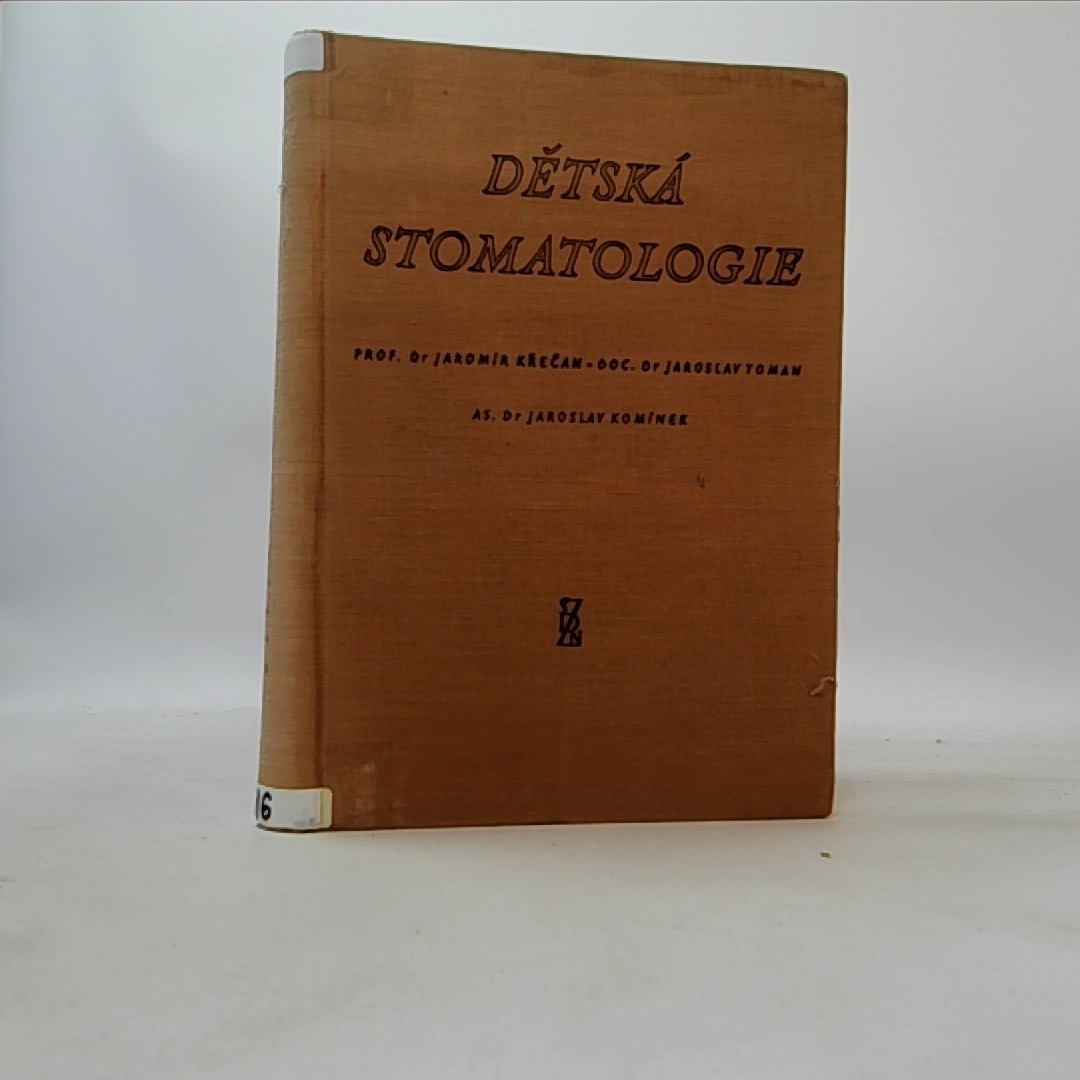 DĚTSKÁ
STOMATOLOGIE
PROF. Dr JAROMÍR KŘEČAN - DOC. Dr JAROSLAV TOMAN
AS. Dr JAROSLAV KOMÍNEK